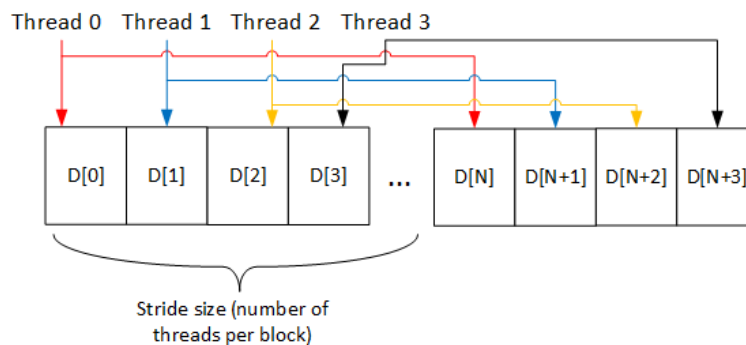 Thread 0 Thread 1 Thread 2 Thread 3
D[0] D[1] D[2] D[3] ... D[N] D[N+1] D[N+2] D[N+3]
Stride size (number of
threads per block)